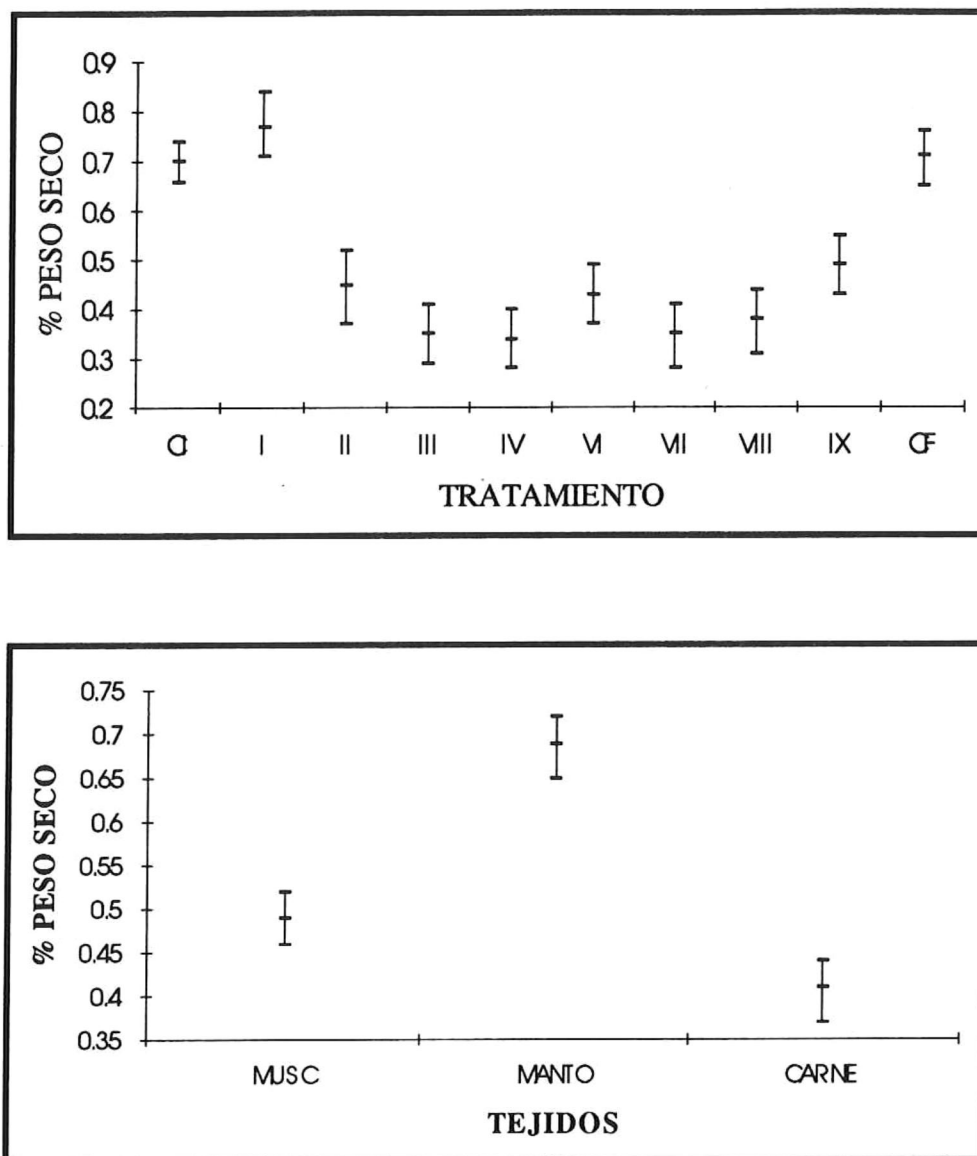 0.9
0.8
0.7
0.6
0.5
0.4
0.3
0.2
% PESO SECO
CI I II III IV VI VII VIII IX CF
TRATAMIENTO
0.75
0.7
0.65
0.6
0.55
0.5
0.45
0.4
0.35
% PESO SECO
MUSC MANTO CARNE
TEJIDOS